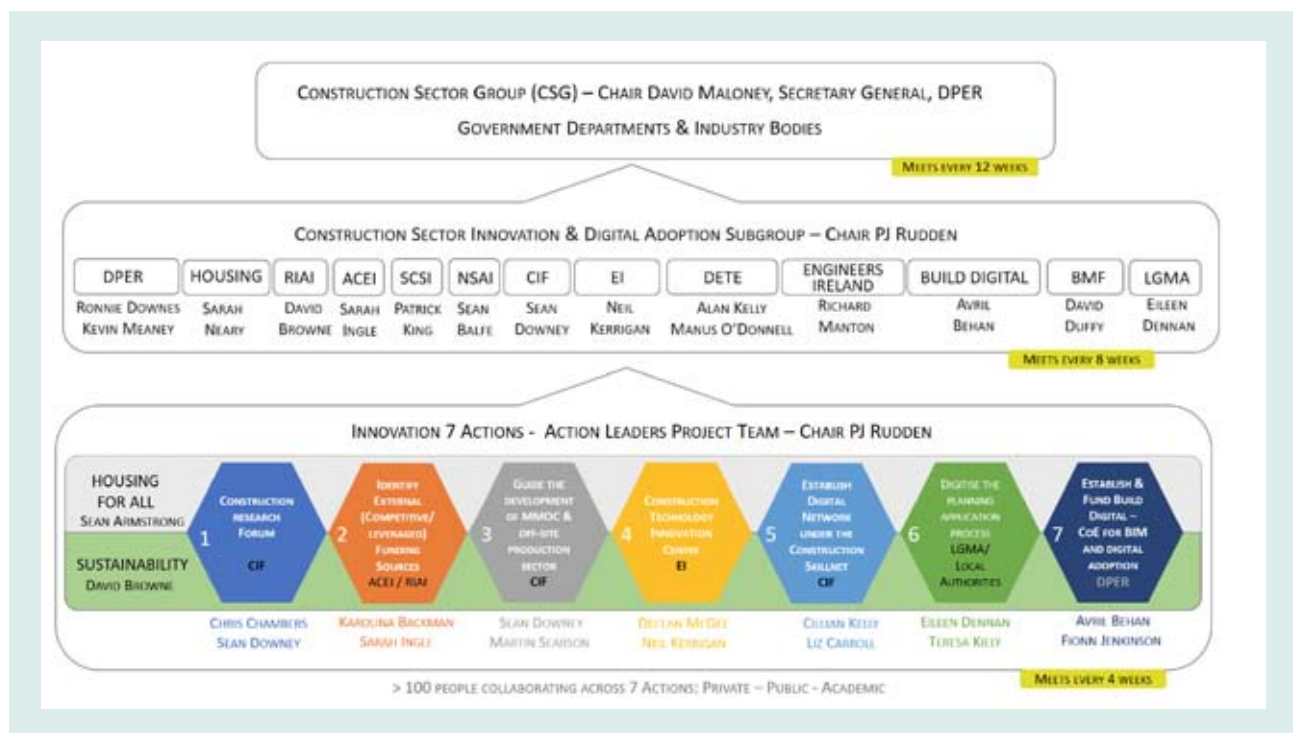 CONSTRUCTION SECTOR GROUP (CSG) – CHAIR DAVID MALONEY, SECRETARY GENERAL, DPER
GOVERNMENT DEPARTMENTS & INDUSTRY BODIES
MEETS EVERY 12 WEEKS
CONSTRUCTION SECTOR INNOVATION & DIGITAL ADOPTION SUBGROUP – CHAIR PJ RUDDEN
DPER
RONNIE DOWNES
KEVIN MEANEY
HOUSING
SARAH
NEARY
RIAI
DAVID
BROWNE
ACEI
SARAH
INGLE
SCSI
PATRICK
KING
NSAI
SEAN
BALFE
CIF
SEAN
DOWNEY
EI
NEIL
KERRIGAN
DETE
ALAN KELLY
MANUS O'DONNELL
ENGINEERS
IRELAND
RICHARD
MANTON
BUILD DIGITAL
AVRIL
BEHAN
BMF
DAVID
DUFFY
LGMA
EILEEN
DENNAN
MEETS EVERY 8 WEEKS
INNOVATION 7 ACTIONS - ACTION LEADERS PROJECT TEAM – CHAIR PJ RUDDEN
HOUSING
FOR ALL
SEAN ARMSTRONG
SUSTAINABILITY
DAVID BROWNE
1
CONSTRUCTION
RESEARCH
FORUM
CIF
CHRIS CHAMBERS
SEAN DOWNEY
2
IDENTIFY
EXTERNAL
(COMPETITIVE/
LEVERAGED)
FUNDING
SOURCES
ACEI / RIAI
KAROLINA BACKMAN
SARAH INGLE
3
GUIDE THE
DEVELOPMENT
OF MMOC &
OFF-SITE
PRODUCTION
SECTOR
CIF
SEAN DOWNEY
MARTIN
4
CONSTRUCTION
TECHNOLOGY
INNOVATION
CENTRE
EI
DECLAN MCGEE
NEIL KERRIGAN
5
ESTABLISH
DIGITAL
NETWORK
UNDER THE
CONSTRUCTION
SKILLNET
CIF
CILLIAN KELLY
LIZ CARROLL
6
DIGITISE THE
PLANNING
APPLICATION
PROCESS
LGMA/
LOCAL
AUTHORITES
EILEEN DENNAN
TERESA KIELY
7
ESTABLISH &
FUND BUILD
DIGITAL –
COE FOR BIM
AND DIGITAL
ADOPTION
DPER
AVRIL BEHAN
FIONN JENKINSON
MEETS EVERY 4 WEEKS
> 100 PEOPLE COLLABORATING ACROSS 7 ACTIONS: PRIVATE – PUBLIC - ACADEMIC